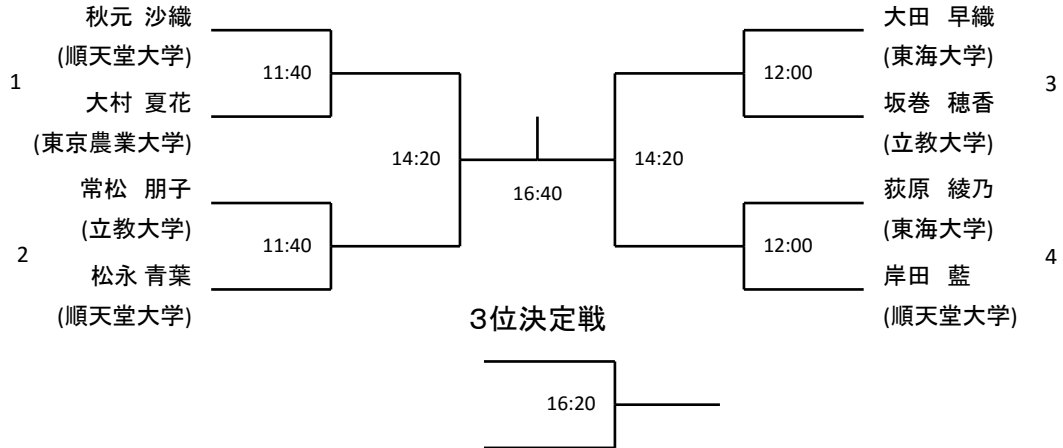 秋元 沙織
(順天堂大学)
1
11:40
大村 夏花
(東京農業大学)
14:20
常松 朋子
(立教大学)
2
11:40
松永 青葉
(順天堂大学)
16:40
大田 早織
(東海大学)
12:00
3
坂巻 穂香
(立教大学)
14:20
荻原 綾乃
(東海大学)
12:00
4
岸田 藍
(順天堂大学)
3位決定戦
16:20